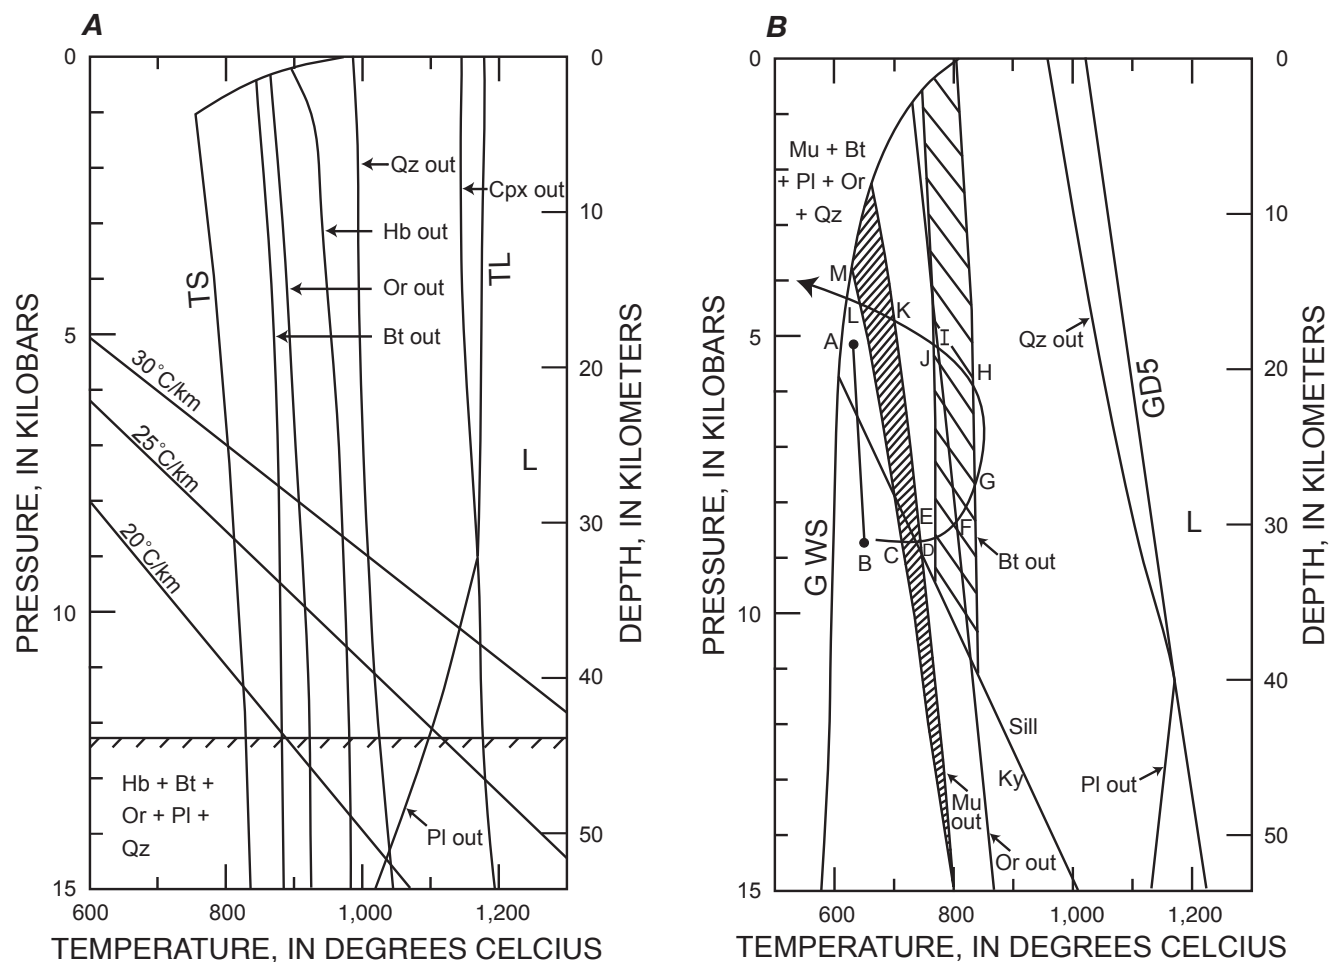 A
0
5
10
15
PRESSURE, IN KILOBARS
600
800
1,000
1,200
TEMPERATURE, IN DEGREES CELCIUS
0
10
20
30
40
50
DEPTH, IN KILOMETERS
Qz out
Cpx out
Hb out
TS
TL
Or out
Bt out
30°C/km
25°C/km
20°C/km
L
Hb + Bt +
Or + Pl +
Qz
Pl out
B
0
5
10
15
PRESSURE, IN KILOBARS
600
800
1,000
1,200
TEMPERATURE, IN DEGREES CELCIUS
0
10
20
30
40
50
DEPTH, IN KILOMETERS
Mu + Bt
+ Pl + Or
+ Qz
M
L
K
A
I
J
H
Qz out
GD5
G
E
F
L
B
C
D
Bt out
G WS
Sill
Ky
Mu
out
Pl out
Or out